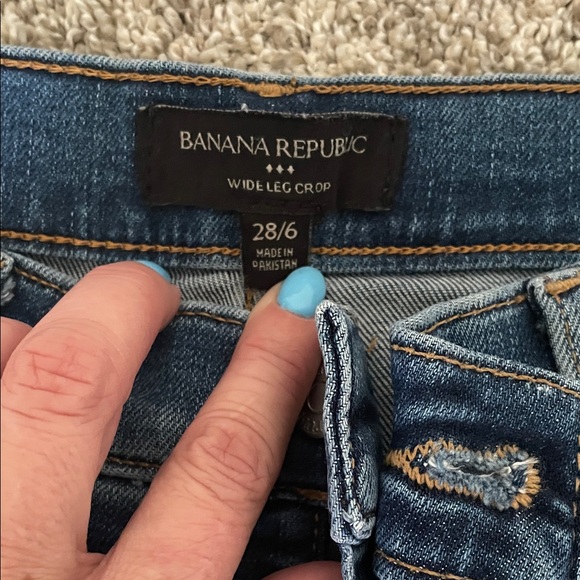 BANANA REPUBLIC
WIDE LEG CROP
28/6
MADE IN
PAKISTAN